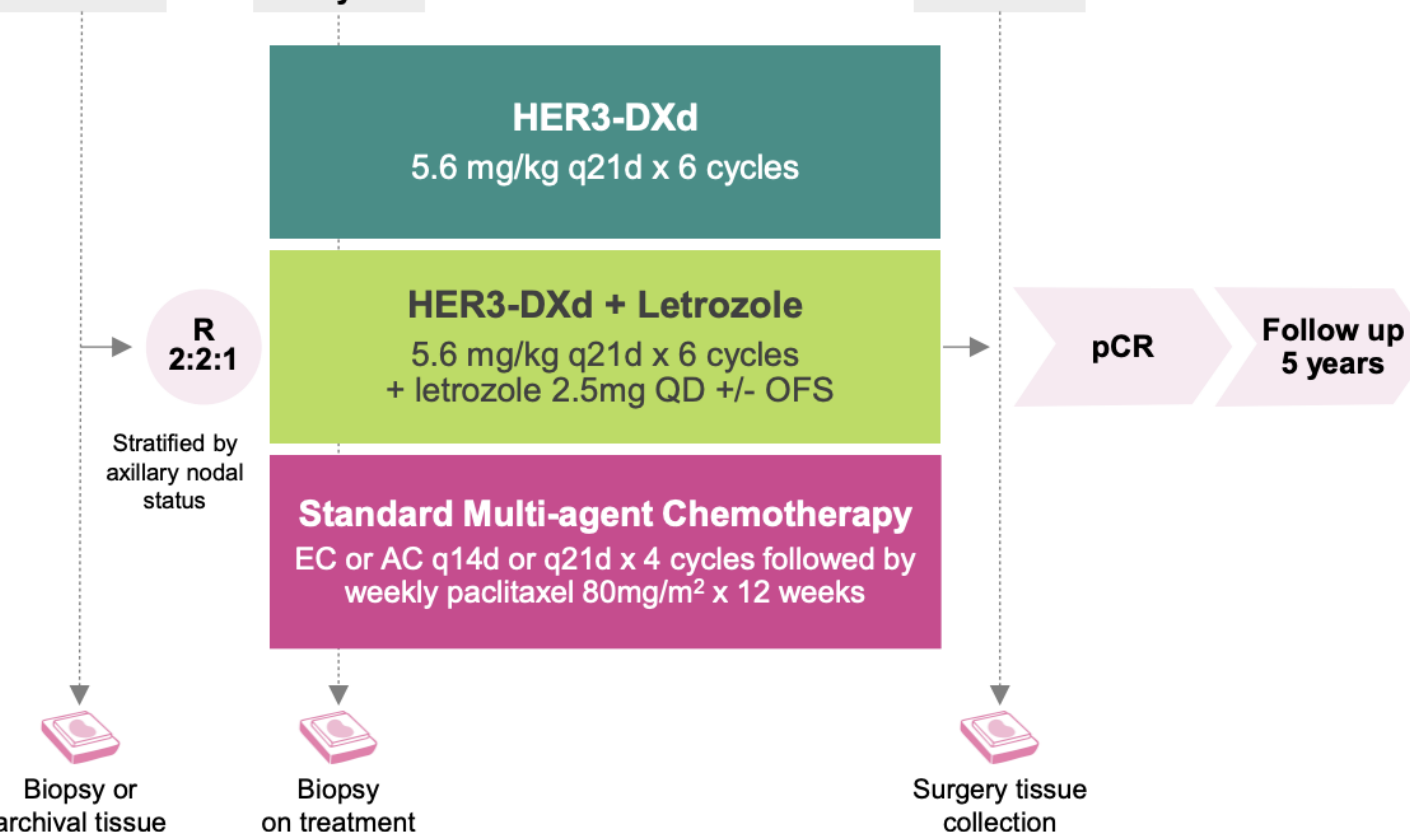 HER3-DXd
5.6 mg/kg q21d x 6 cycles
HER3-DXd + Letrozole
5.6 mg/kg q21d x 6 cycles
+ letrozole 2.5mg QD +/- OFS
R
2:2:1
Stratified by
axillary nodal
status
Standard Multi-agent Chemotherapy
EC or AC q14d or q21d x 4 cycles followed by
weekly paclitaxel 80mg/m² x 12 weeks
pCR
Follow up
5 years
Biopsy or
archival tissue
Biopsy
on treatment
Surgery tissue
collection